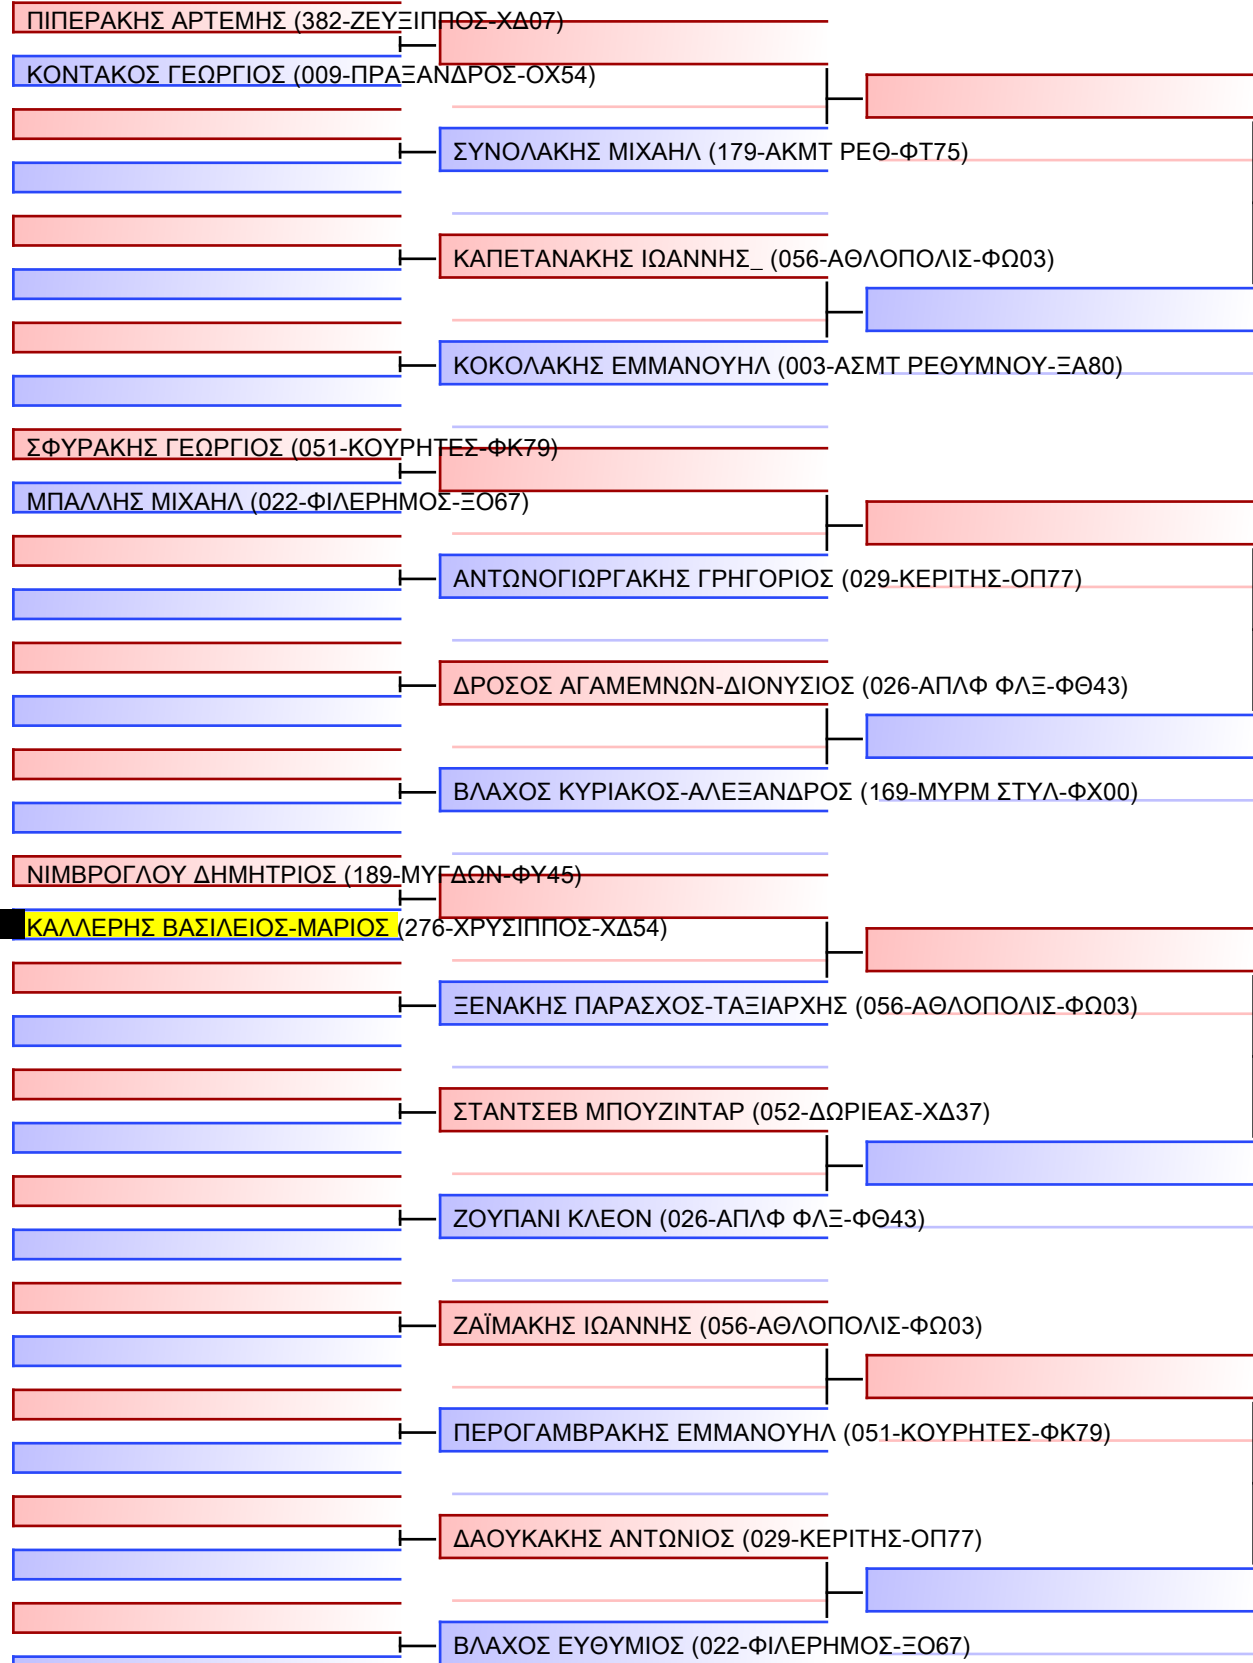 ΠΙΠΕΡΑΚΗΣ ΑΡΤΕΜΗΣ (382-ΖΕΥΞΙΠΠΟΣ-ΧΔ07)
ΚΟΝΤΑΚΟΣ ΓΕΩΡΓΙΟΣ (009-ΠΡΑΞΑΝΔΡΟΣ-ΟΧ54)
ΣΥΝΟΛΑΚΗΣ ΜΙΧΑΗΛ (179-ΑΚΜΤ ΡΕΘ-ΦΤ75)
ΚΑΠΕΤΑΝΑΚΗΣ ΙΩΑΝΝΗΣ_ (056-ΑΘΛΟΠΟΛΙΣ-ΦΩ03)
ΚΟΚΟΛΑΚΗΣ ΕΜΜΑΝΟΥΗΛ (003-ΑΣΜΤ ΡΕΘΥΜΝΟΥ-ΞΑ80)
ΣΦΥΡΑΚΗΣ ΓΕΩΡΓΙΟΣ (051-ΚΟΥΡΗΤΕΣ-ΦΚ79)
ΜΠΑΛΛΗΣ ΜΙΧΑΗΛ (022-ΦΙΛΕΡΗΜΟΣ-ΞΟ67)
ΑΝΤΩΝΟΓΙΩΡΓΑΚΗΣ ΓΡΗΓΟΡΙΟΣ (029-ΚΕΡΙΤΗΣ-ΟΠ77)
ΔΡΟΣΟΣ ΑΓΑΜΕΜΝΩΝ-ΔΙΟΝΥΣΙΟΣ (026-ΑΠΛΦ ΦΛΞ-ΦΘ43)
ΒΛΑΧΟΣ ΚΥΡΙΑΚΟΣ-ΑΛΕΞΑΝΔΡΟΣ (169-ΜΥΡΜ ΣΤΥΛ-ΦΧ00)
ΝΙΜΒΡΟΓΛΟΥ ΔΗΜΗΤΡΙΟΣ (189-ΜΥΓΔΩΝ-ΦΥ45)
ΚΑΛΛΕΡΗΣ ΒΑΣΙΛΕΙΟΣ-ΜΑΡΙΟΣ (276-ΧΡΥΣΙΠΠΟΣ-ΧΔ54)
ΞΕΝΑΚΗΣ ΠΑΡΑΣΧΟΣ-ΤΑΞΙΑΡΧΗΣ (056-ΑΘΛΟΠΟΛΙΣ-ΦΩ03)
ΣΤΑΝΤΣΕΒ ΜΠΟΥΖΙΝΤΑΡ (052-ΔΩΡΙΕΑΣ-ΧΔ37)
ΖΟΥΠΑΝΙ ΚΛΕΟΝ (026-ΑΠΛΦ ΦΛΞ-ΦΘ43)
ΖΑΪΜΑΚΗΣ ΙΩΑΝΝΗΣ (056-ΑΘΛΟΠΟΛΙΣ-ΦΩ03)
ΠΕΡΟΓΑΜΒΡΑΚΗΣ ΕΜΜΑΝΟΥΗΛ (051-ΚΟΥΡΗΤΕΣ-ΦΚ79)
ΔΑΟΥΚΑΚΗΣ ΑΝΤΩΝΙΟΣ (029-ΚΕΡΙΤΗΣ-ΟΠ77)
ΒΛΑΧΟΣ ΕΥΘΥΜΙΟΣ (022-ΦΙΛΕΡΗΜΟΣ-ΞΟ67)